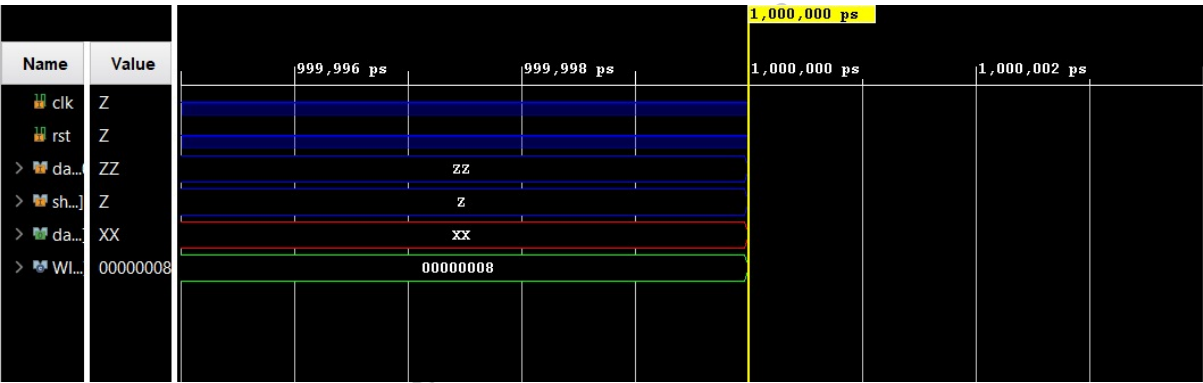 1,000,000 ps
Name Value
999,996 ps 999,998 ps 1,000,000 ps 1,000,002 ps
clk Z
rst Z
da... ZZ zz
sh...] Z z
da...] XX xx
WI... 00000008 00000008